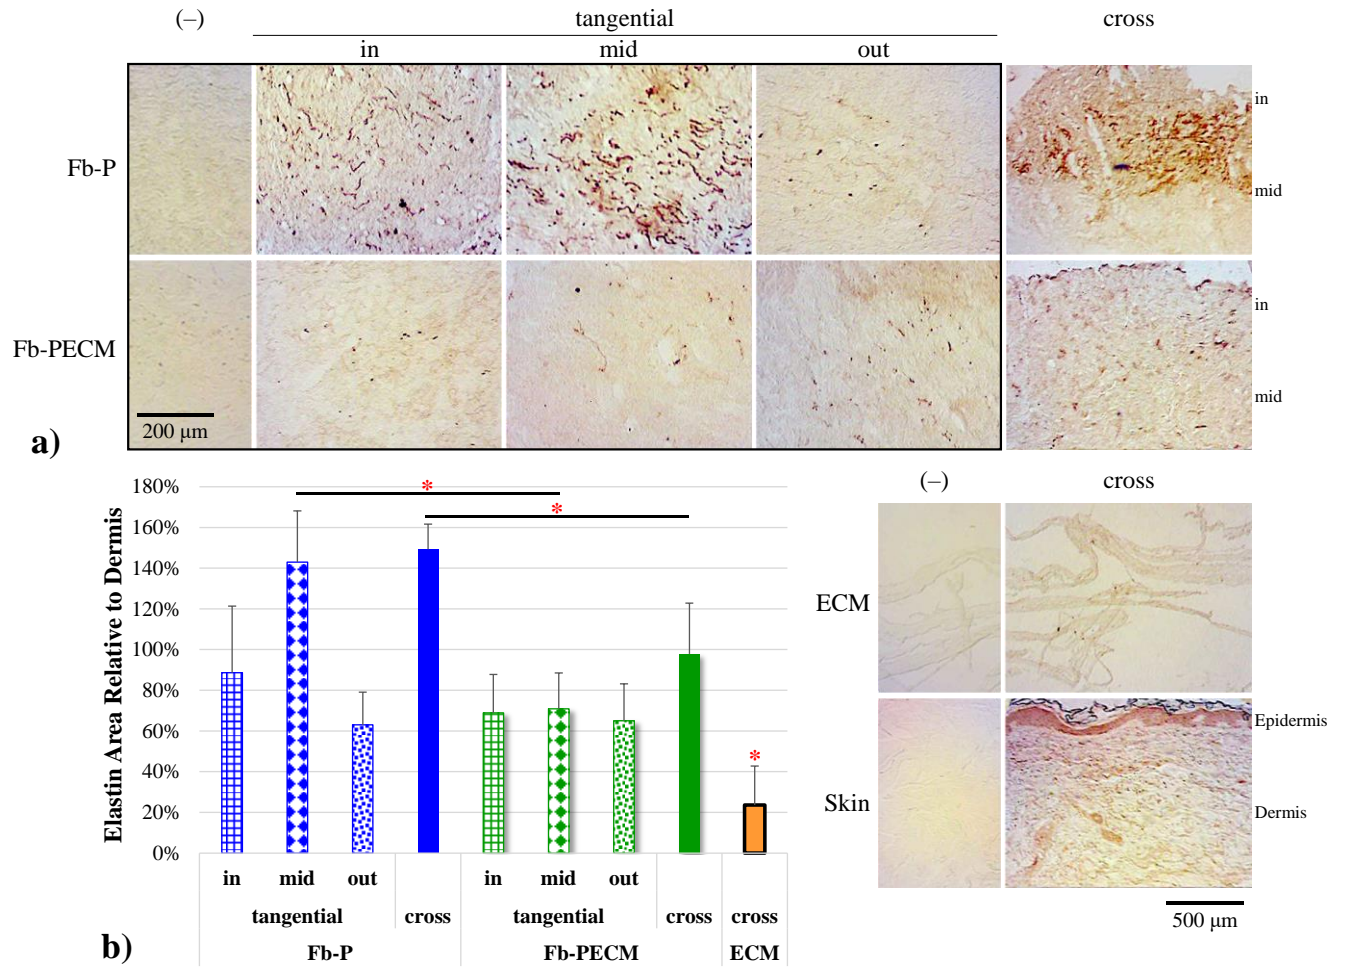 (–) tangential cross
in mid out
Fb-P
in
mid
Fb-PECM
in
mid
200 µm
a)
180%
160%
140%
120%
100%
80%
60%
40%
20%
0%
Elastin Area Relative to Dermis
*
*
*
in mid out in mid out
tangential cross tangential cross cross
Fb-P Fb-PECM ECM
b)
(–) cross
ECM
Skin
Epidermis
Dermis
500 µm